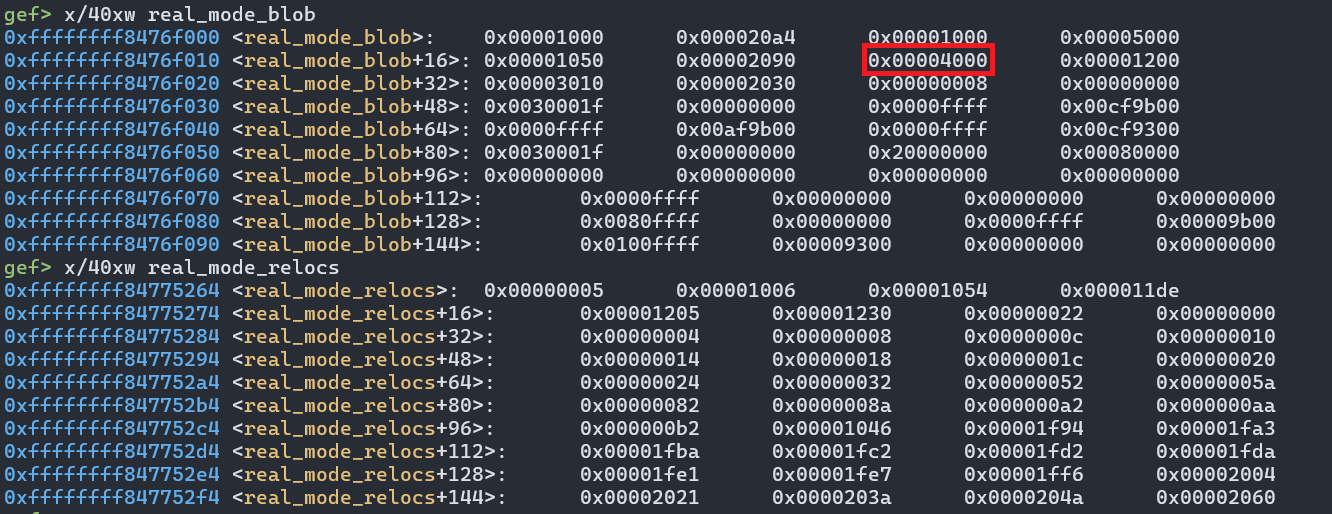 gef> x/40xw real_mode_blob
0xffffffff8476f000 <real_mode_blob>: 0x00001000 0x000020a4 0x00001000 0x00005000
0xffffffff8476f010 <real_mode_blob+16>: 0x00001050 0x00002090 0x00004000 0x00001200
0xffffffff8476f020 <real_mode_blob+32>: 0x00003010 0x00002030 0x00000008 0x00000000
0xffffffff8476f030 <real_mode_blob+48>: 0x0030001f 0x00000000 0x0000ffff 0x00cf9b00
0xffffffff8476f040 <real_mode_blob+64>: 0x0000ffff 0x00af9b00 0x0000ffff 0x00cf9300
0xffffffff8476f050 <real_mode_blob+80>: 0x0030001f 0x00000000 0x20000000 0x00080000
0xffffffff8476f060 <real_mode_blob+96>: 0x00000000 0x00000000 0x00000000 0x00000000
0xffffffff8476f070 <real_mode_blob+112>: 0x0000ffff 0x00000000 0x00000000 0x00000000
0xffffffff8476f080 <real_mode_blob+128>: 0x0080ffff 0x00000000 0x0000ffff 0x00009b00
0xffffffff8476f090 <real_mode_blob+144>: 0x0100ffff 0x00009300 0x00000000 0x00000000
gef> x/40xw real_mode_relocs
0xffffffff84775264 <real_mode_relocs>: 0x00000005 0x00001006 0x00001054 0x000011de
0xffffffff84775274 <real_mode_relocs+16>: 0x00001205 0x00001230 0x00000022 0x00000000
0xffffffff84775284 <real_mode_relocs+32>: 0x00000004 0x00000008 0x0000000c 0x00000010
0xffffffff84775294 <real_mode_relocs+48>: 0x00000014 0x00000018 0x0000001c 0x00000020
0xffffffff847752a4 <real_mode_relocs+64>: 0x00000024 0x00000032 0x00000052 0x0000005a
0xffffffff847752b4 <real_mode_relocs+80>: 0x00000082 0x0000008a 0x000000a2 0x000000aa
0xffffffff847752c4 <real_mode_relocs+96>: 0x000000b2 0x00001046 0x00001f94 0x00001fa3
0xffffffff847752d4 <real_mode_relocs+112>: 0x00001fba 0x00001fc2 0x00001fd2 0x00001fda
0xffffffff847752e4 <real_mode_relocs+128>: 0x00001fe1 0x00001fe7 0x00001ff6 0x00002004
0xffffffff847752f4 <real_mode_relocs+144>: 0x00002021 0x0000203a 0x0000204a 0x00002060